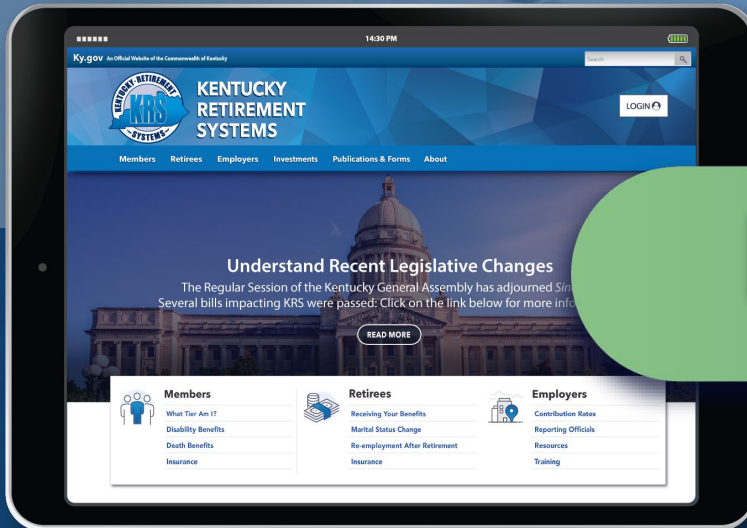 14:30 PM
Ky.gov An Official Website of the Commonwealth of Kentucky
Search
KENTUCKY RETIREMENT
KRS
SYSTEMS
KENTUCKY
RETIREMENT
SYSTEMS
LOGIN
Members Retirees Employers Investments Publications & Forms About
Understand Recent Legislative Changes
The Regular Session of the Kentucky General Assembly has adjourned
Several bills impacting KRS were passed: Click on the link below for more
READ MORE
Members
What Tier Am I?
Disability Benefits
Death Benefits
Insurance
Retirees
Receiving Your Benefits
Marital Status Change
Re-employment After Retirement
Insurance
Employers
Contribution Rates
Reporting Officials
Resources
Training